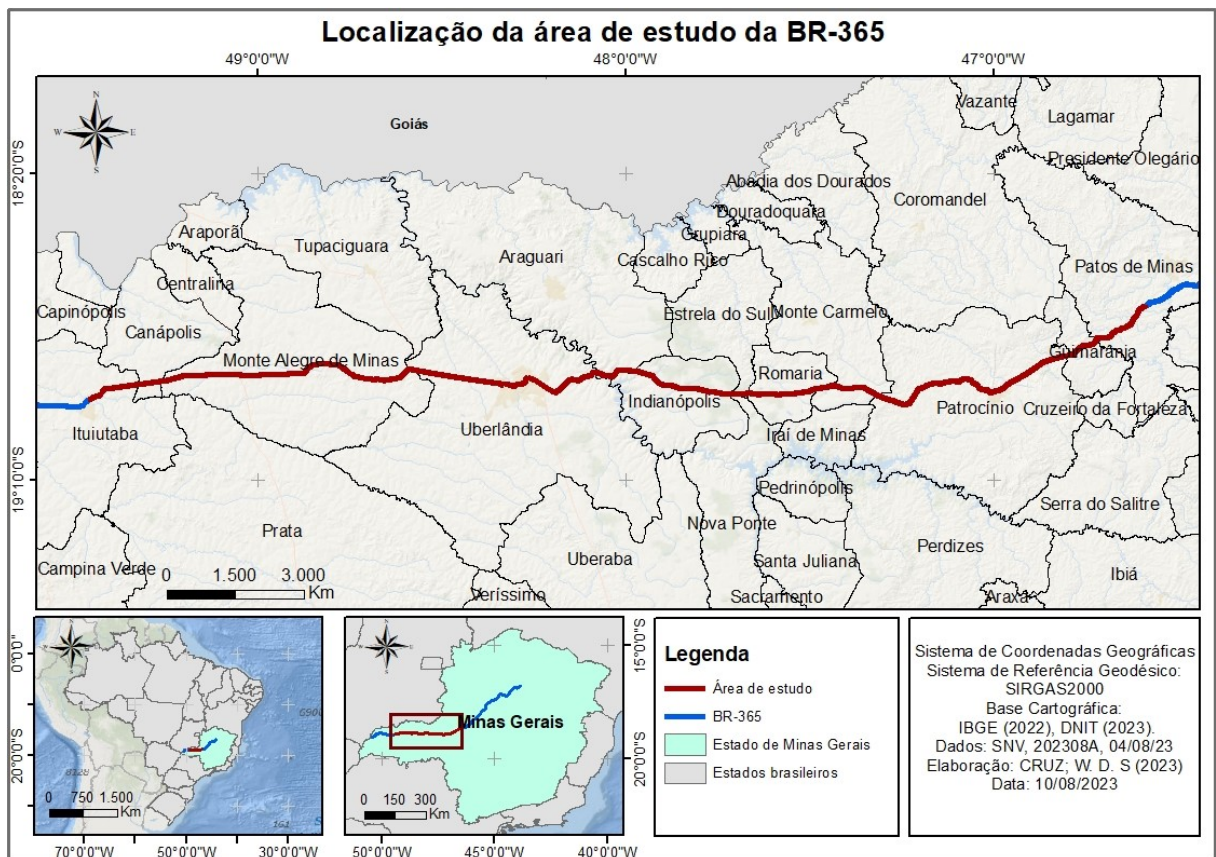 Localização da área de estudo da BR-365
49°0'0"W
48°0'0"W
47°0'0"W
18°20'0"S
19°10'0"S
N
W
E
S
Goiás
Vazante
Lagamar
Presidente Olegário
Abadia dos Dourados
Coromandel
Douradoquara
Grupiara
Araporã
Tupaciguara
Araguari
Cascalho Rico
Patos de Minas
Centralina
Capinópolis
Canápolis
Estrela do Sul
Monte Carmelo
Monte Alegre de Minas
Guimarânia
Romaria
Indianópolis
Patrocínio
Cruzeiro da Fortaleza
Ituiutaba
Uberlândia
Iraí de Minas
Pedrinópolis
Serra do Salitre
Prata
Nova Ponte
Perdizes
Uberaba
Santa Juliana
Campina Verde
Ibiá
Veríssimo
Sacramento
Araxá
0 1.500 3.000
Km
0°0'0"
20°0'0"S
0 750 1.500
Km
70°0'0"W
50°0'0"W
30°0'0"W
Minas Gerais
15°0'0"S
20°0'0"S
0 150 300
Km
50°0'0"W
45°0'0"W
40°0'0"W
Legenda
Área de estudo
BR-365
Estado de Minas Gerais
Estados brasileiros
Sistema de Coordenadas Geográficas
Sistema de Referência Geodésico:
SIRGAS2000
Base Cartográfica:
IBGE (2022), DNIT (2023).
Dados: SNV, 202308A, 04/08/23
Elaboração: CRUZ; W. D. S (2023)
Data: 10/08/2023